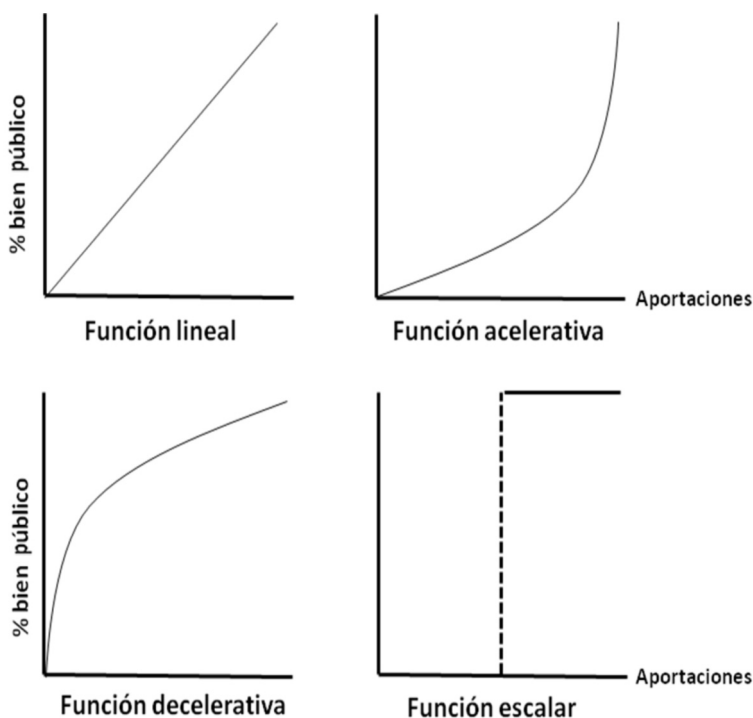 % bien público
Aportaciones
Función lineal
Función acelerativa
% bien público
Aportaciones
Función decelerativa
Función escalar